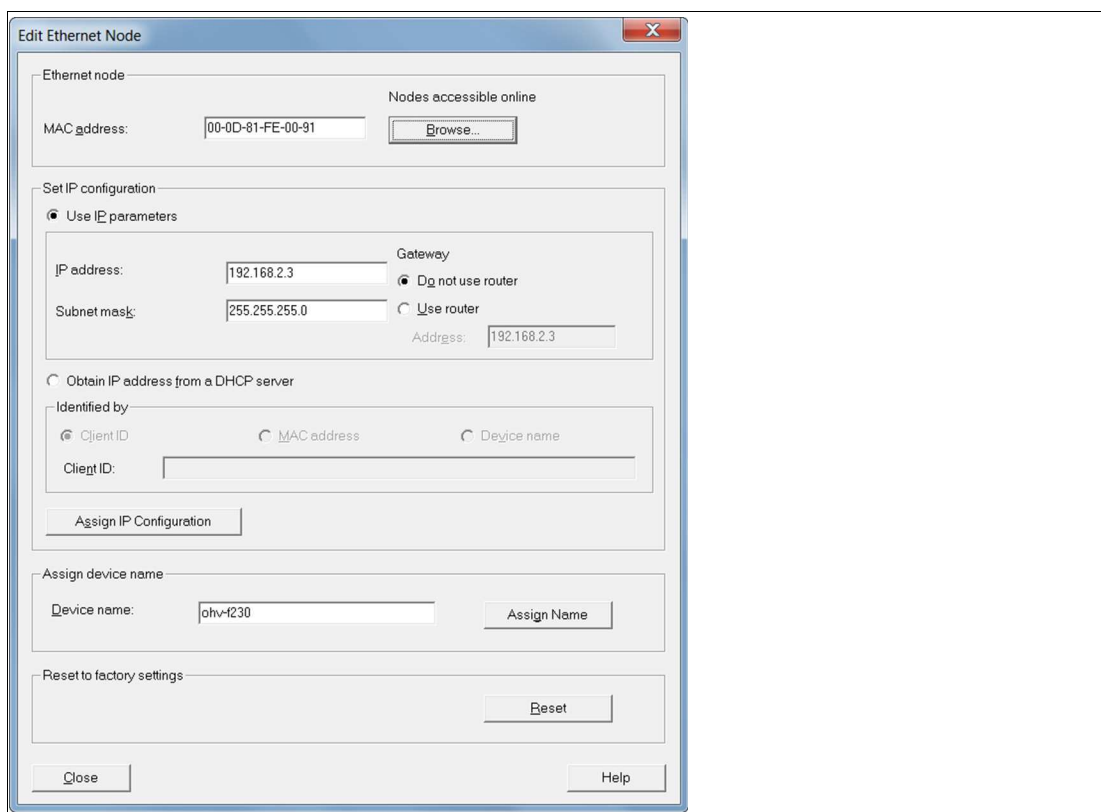 Edit Ethernet Node
Ethernet node
Nodes accessible online
MAC address: 00-0D-81-FE-00-91 Browse...
Set IP configuration
Use IP parameters
Gateway
IP address: 192.168.2.3 Do not use router
Subnet mask: 255.255.255.0 Use router
Address: 192.168.2.3
Obtain IP address from a DHCP server
Identified by
Client ID MAC address Device name
Client ID:
Assign IP Configuration
Assign device name
Device name: ohv-f230 Assign Name
Reset to factory settings
Reset
Close Help